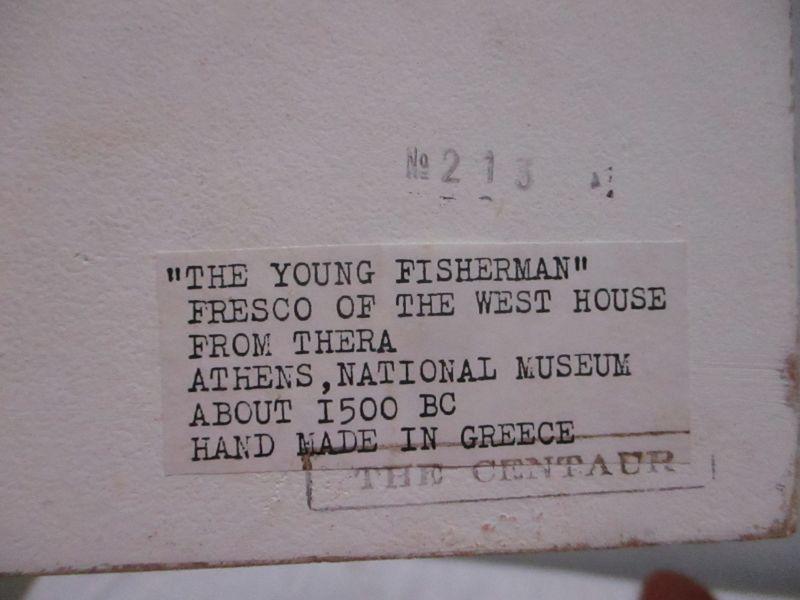 № 213
"THE YOUNG FISHERMAN"
FRESCO OF THE WEST HOUSE
FROM THERA
ATHENS,NATIONAL MUSEUM
ABOUT I500 BC
HAND MADE IN GREECE
THE CENTAUR